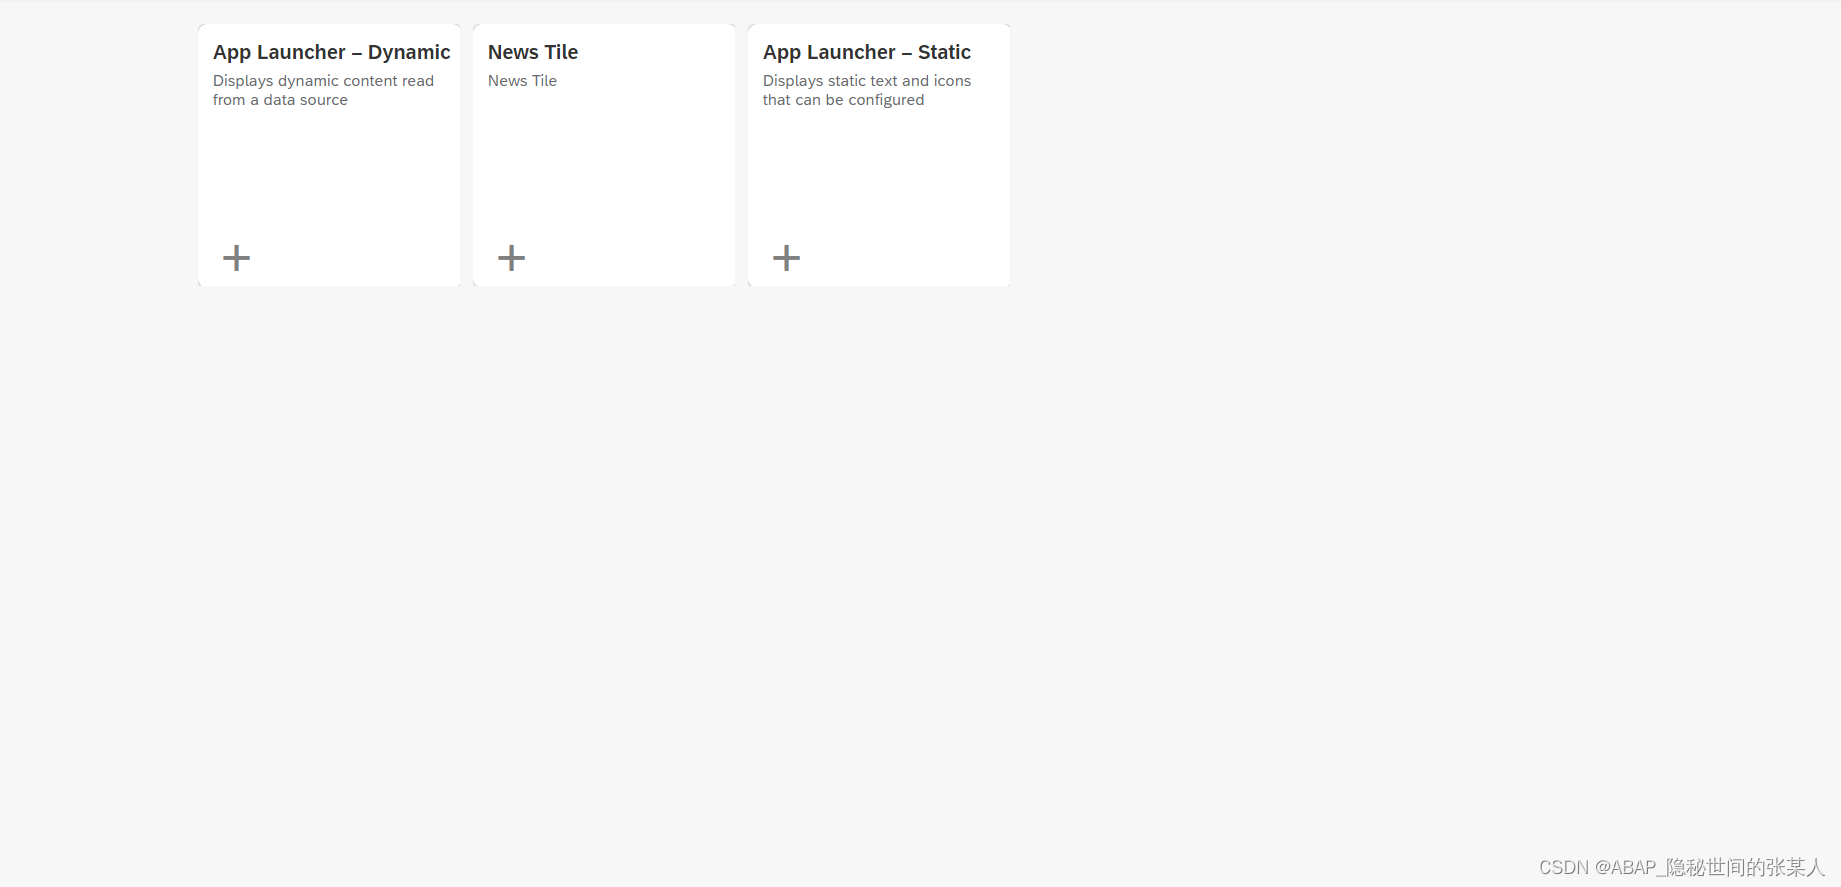 App Launcher – Dynamic
Displays dynamic content read
from a data source
News Tile
News Tile
App Launcher – Static
Displays static text and icons
that can be configured
CSDN @ABAP_隐秘世间的张某人